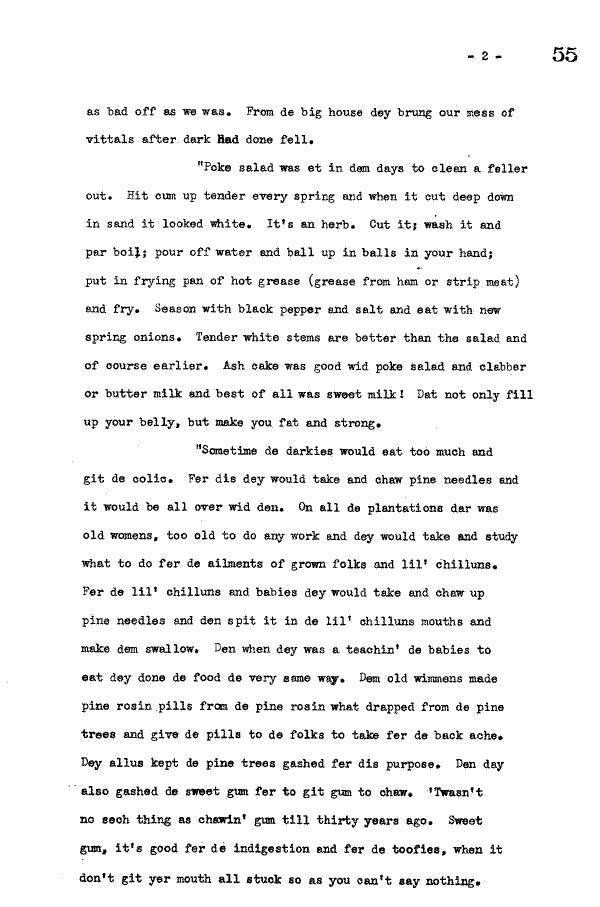 - 2 - 55
as bad off as we was. From de big house dey brung our mess of
vittals after dark had done fell.
"Poke salad was et in dem days to clean a feller
out. Hit cum up tender every spring and when it cut deep down
in sand it looked white. It's an herb. Cut it; wash it and
par boil; pour off water and ball up in balls in your hand;
put in frying pan of hot grease (grease from ham or strip meat)
and fry. Season with black pepper and salt and eat with new
spring onions. Tender white stems are better than the salad and
of course earlier. Ash cake was good wid poke salad and clabber
or butter milk and best of all was sweet milk! Dat not only fill
up your belly, but make you fat and strong.
"Sometime de darkies would eat too much and
git de colic. Fer dis dey would take and chaw pine needles and
it would be all over wid den. On all de plantations dar was
old womens, too old to do any work and dey would take and study
what to do fer de ailments of grown folks and lil' chilluns.
Fer de lil' chilluns and babies dey would take and chaw up
pine needles and den spit it in de lil' chilluns mouths and
make dem swallow. Den when dey was a teachin' de babies to
eat dey done de food de very same way. Dem old wimmens made
pine rosin pills from de pine rosin what drapped from de pine
trees and give de pills to de folks to take fer de back ache.
Dey allus kept de pine trees gashed fer dis purpose. Den day
also gashed de sweet gum fer to git gum to chaw. 'Twasn't
no sech thing as chawin' gum till thirty years ago. Sweet
gum, it's good fer de indigestion and fer de toofies, when it
don't git yer mouth all stuck so as you can't say nothing.